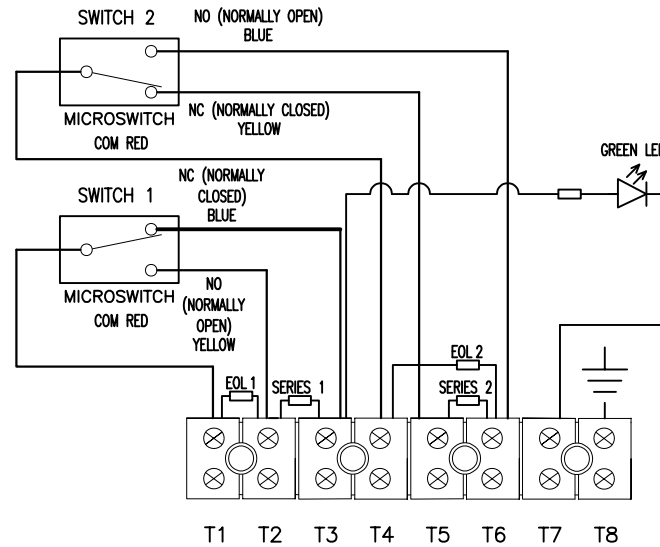 SWITCH 2
NO (NORMALLY OPEN)
BLUE
MICROSWITCH
COM RED
NC (NORMALLY CLOSED)
YELLOW
GREEN LED
SWITCH 1
NC (NORMALLY
CLOSED)
BLUE
MICROSWITCH
COM RED
NO
(NORMALLY
OPEN)
YELLOW
EOL 1
SERIES 1
EOL 2
SERIES 2
T1 T2 T3 T4 T5 T6 T7 T8